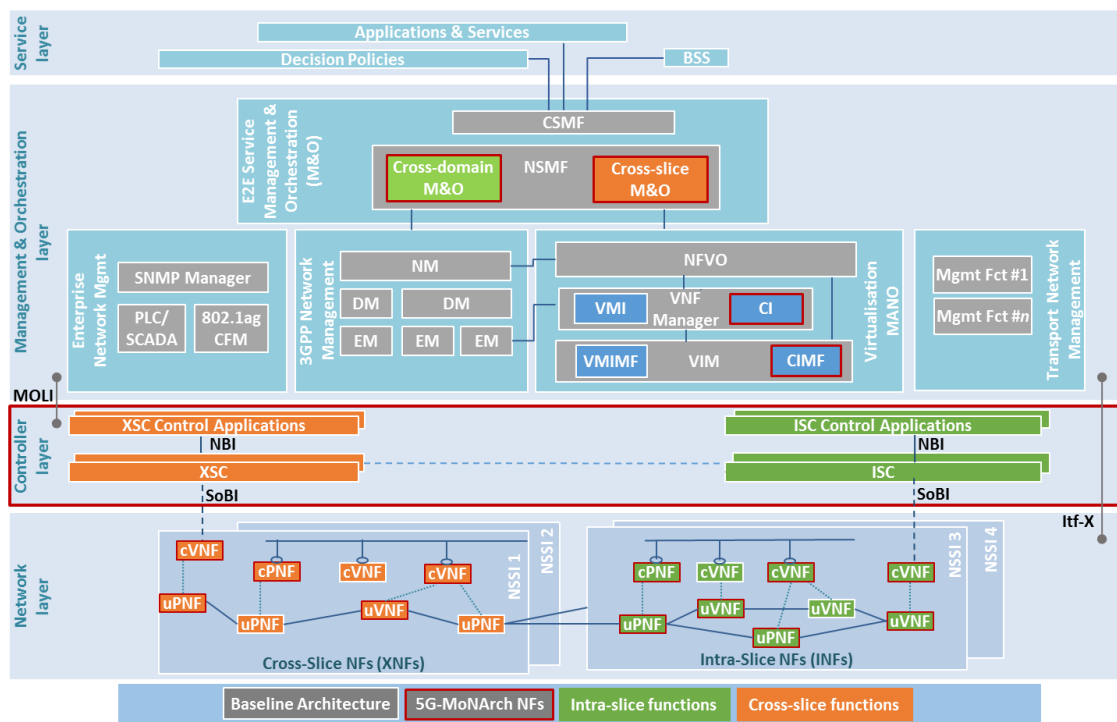 Service
layer
Applications & Services
Decision Policies
BSS
Management & Orchestration
layer
E2E Service
Management &
Orchestration
(M&O)
CSMF
NSMF
Cross-domain
M&O
Cross-slice
M&O
Enterprise
Network Mgmt
SNMP Manager
PLC/
SCADA
802.1ag
CFM
3GPP Network
Management
NM
DM
DM
EM
EM
EM
NFVO
VNF
Manager
VMI
CI
VIM
VMIMF
CIMF
Virtualisation
MANO
Mgmt Fct #1
Mgmt Fct #n
Transport Network
Management
MOLI
Controller
layer
XSC Control Applications
NBI
XSC
SoBI
ISC Control Applications
NBI
ISC
SoBI
Itf-X
Network
layer
cVNF
cPNF
cVNF
cVNF
uPNF
uPNF
uVNF
uPNF
NSSI 1
NSSI 2
Cross-Slice NFs (XNFs)
cPNF
cVNF
cVNF
cVNF
uPNF
uVNF
uVNF
uVNF
uPNF
NSSI 3
NSSI 4
Intra-Slice NFs (INFs)
Baseline Architecture
5G-MoNArch NFs
Intra-slice functions
Cross-slice functions